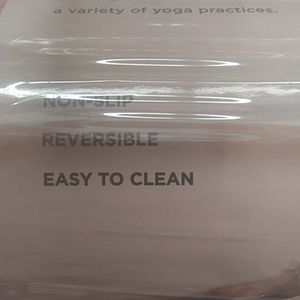 a variety of yoga practices.
NON-SLIP
REVERSIBLE
EASY TO CLEAN